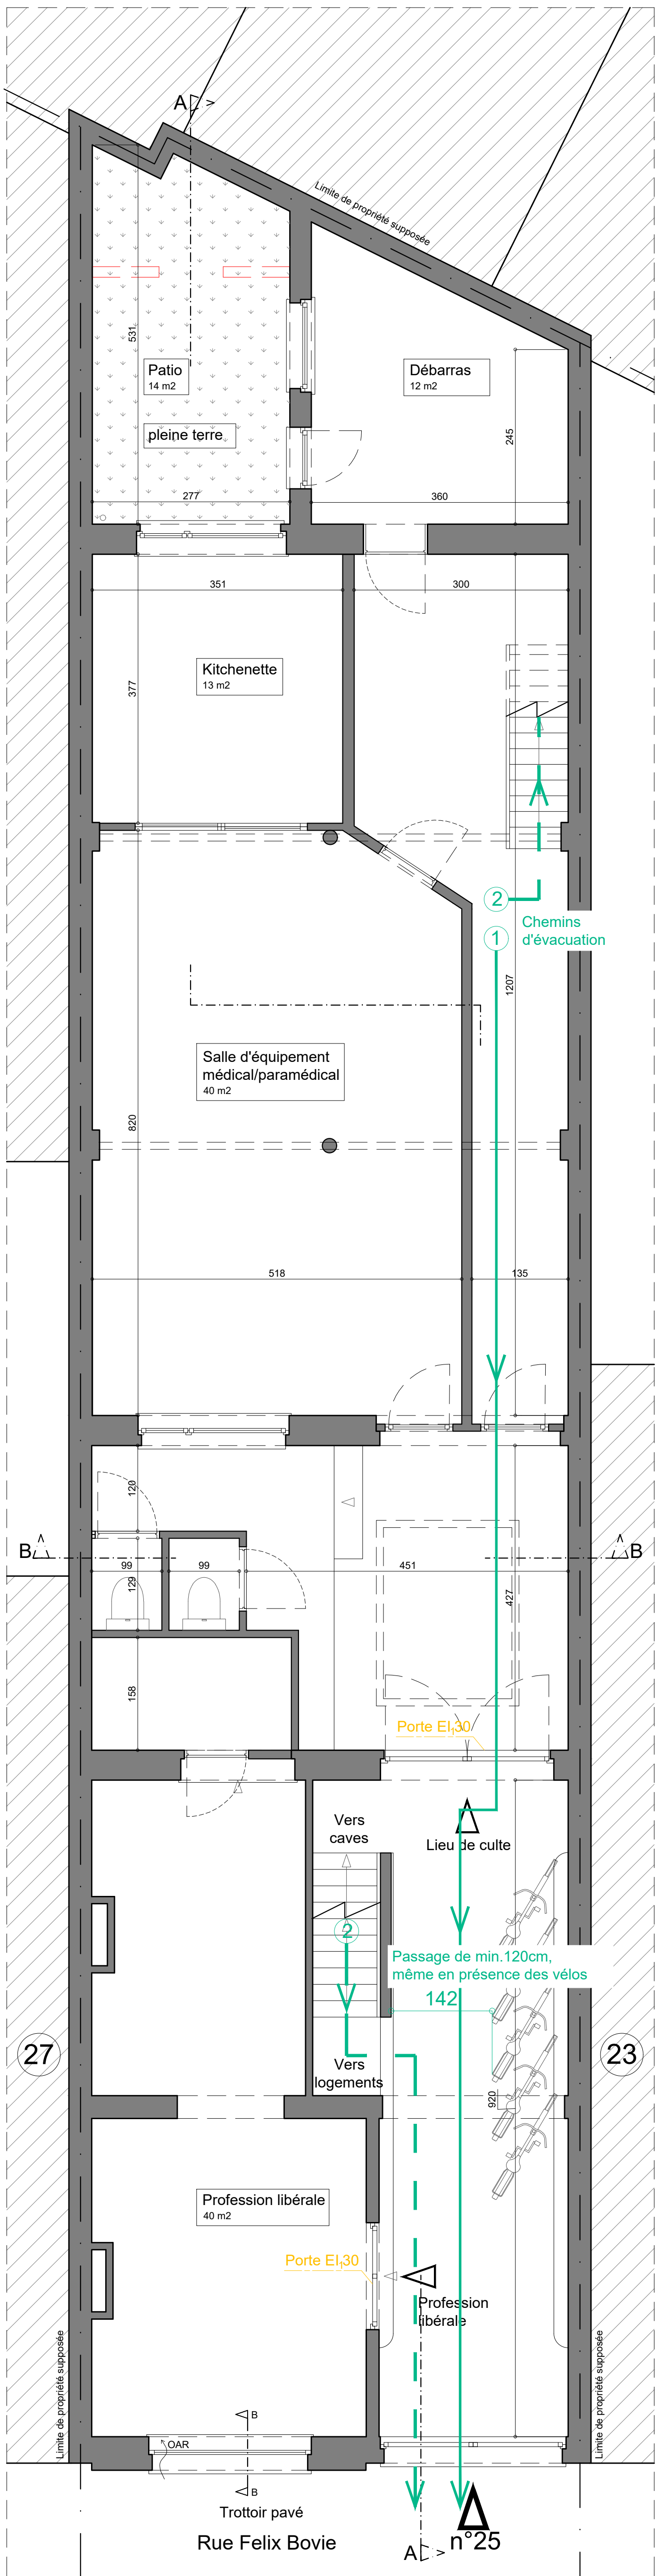 A
Limite de propriété supposée
531
Patio
14 m2
Débarras
12 m2
pleine terre
245
277
360
351
300
Kitchenette
13 m2
377
2
Chemins
d'évacuation
1
1207
Salle d'équipement
médical/paramédical
40 m2
820
518
135
120
B
B
99
99
451
129
427
158
Porte EI₁30
Vers
caves
Lieu de culte
2
Passage de min.120cm,
même en présence des vélos
142
27
23
Vers
logements
920
Profession libérale
40 m2
Porte EI₁30
Profession
libérale
Limite de propriété supposée
Limite de propriété supposée
B
OAR
B
Trottoir pavé
Rue Felix Bovie
n°25
A